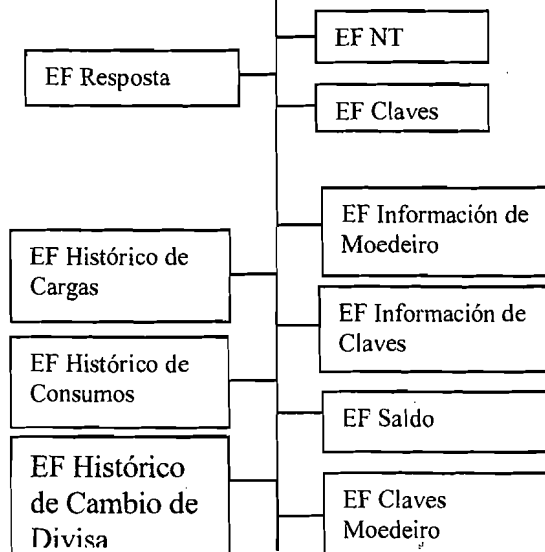 EF NT
EF Resposta
EF Claves
EF Información de
Moedeiro
EF Histórico de
Cargas
EF Información de
Claves
EF Histórico de
Consumos
EF Saldo
EF Histórico
de Cambio de
Divisa
EF Claves
Moedeiro